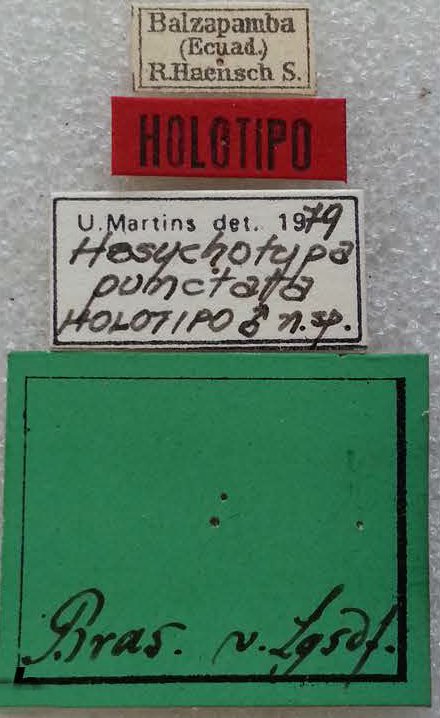 Balzapamba
(Ecuad.)
R.Haensch S.
HOLOTIPO
U.Martins det. 1979
Hesychotypa
punctata
HOLOTIPO ♂ n.sp.
Bras. v. Lgsdf.